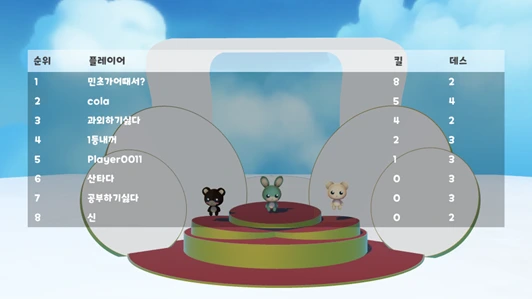 순위 플레이어 킬 데스
1 민초가어때서? 8 2
2 cola 5 4
3 과외하기싫다 4 2
4 1등내꺼 2 3
5 Player0011 1 3
6 산타다 0 3
7 공부하기싫다 0 3
8 신 0 2